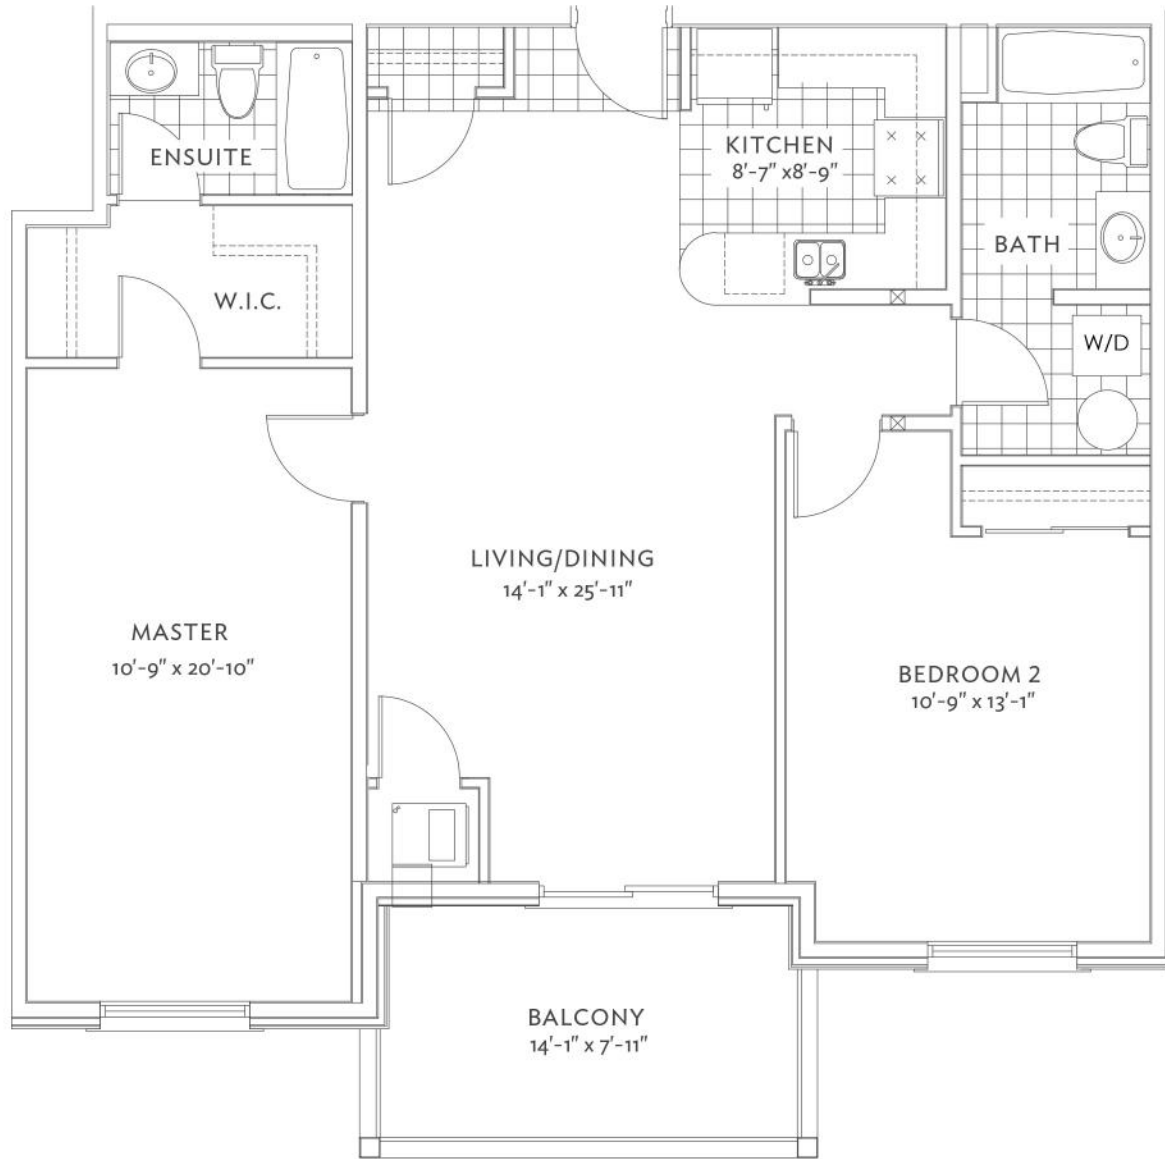 ENSUITE
KITCHEN
8'-7" x8'-9"
BATH
W.I.C.
W/D
LIVING/DINING
14'-1" x 25'-11"
MASTER
10'-9" x 20'-10"
BEDROOM 2
10'-9" x 13'-1"
BALCONY
14'-1" x 7'-11"